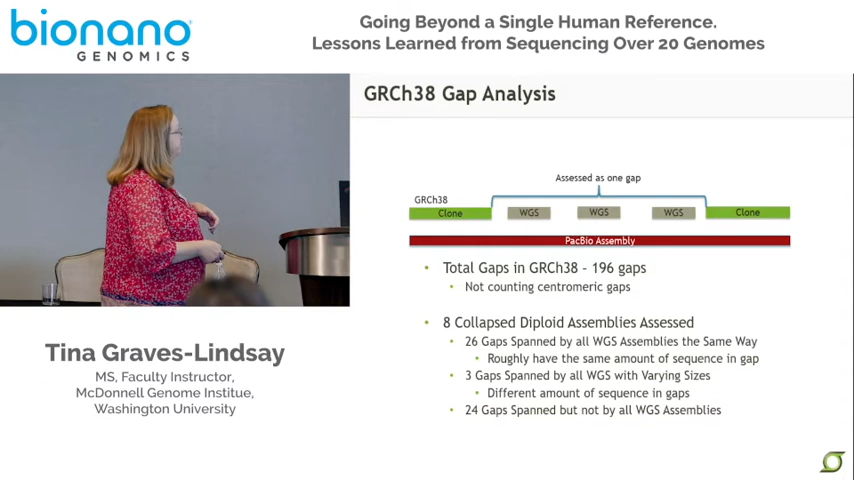 bionano
GENOMICS
Going Beyond a Single Human Reference.
Lessons Learned from Sequencing Over 20 Genomes
GRCh38 Gap Analysis
Assessed as one gap
GRCh38
Clone
WGS
WGS
WGS
Clone
PacBio Assembly
• Total Gaps in GRCh38 - 196 gaps
• Not counting centromeric gaps
• 8 Collapsed Diploid Assemblies Assessed
• 26 Gaps Spanned by all WGS Assemblies the Same Way
• Roughly have the same amount of sequence in gap
• 3 Gaps Spanned by all WGS with Varying Sizes
• Different amount of sequence in gaps
• 24 Gaps Spanned but not by all WGS Assemblies
Tina Graves-Lindsay
MS, Faculty Instructor,
McDonnell Genome Institue,
Washington University